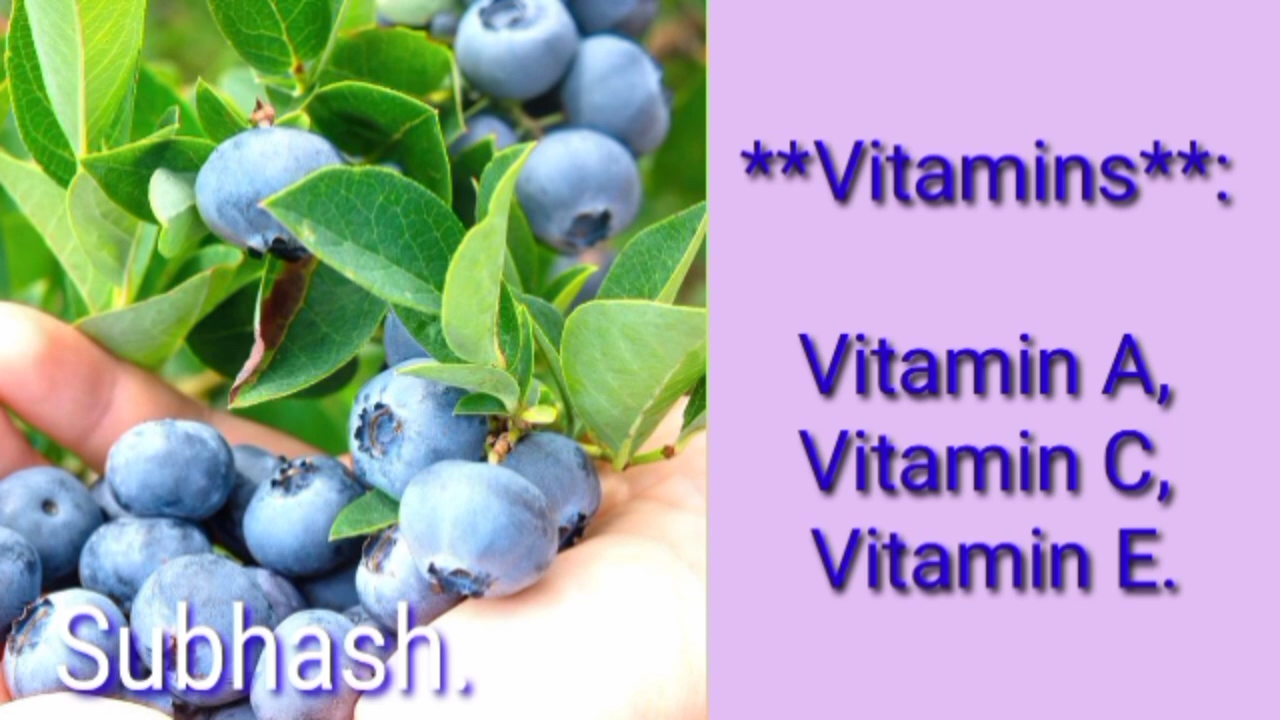 **Vitamins**:
Vitamin A,
Vitamin C,
Vitamin E.
Subhash.